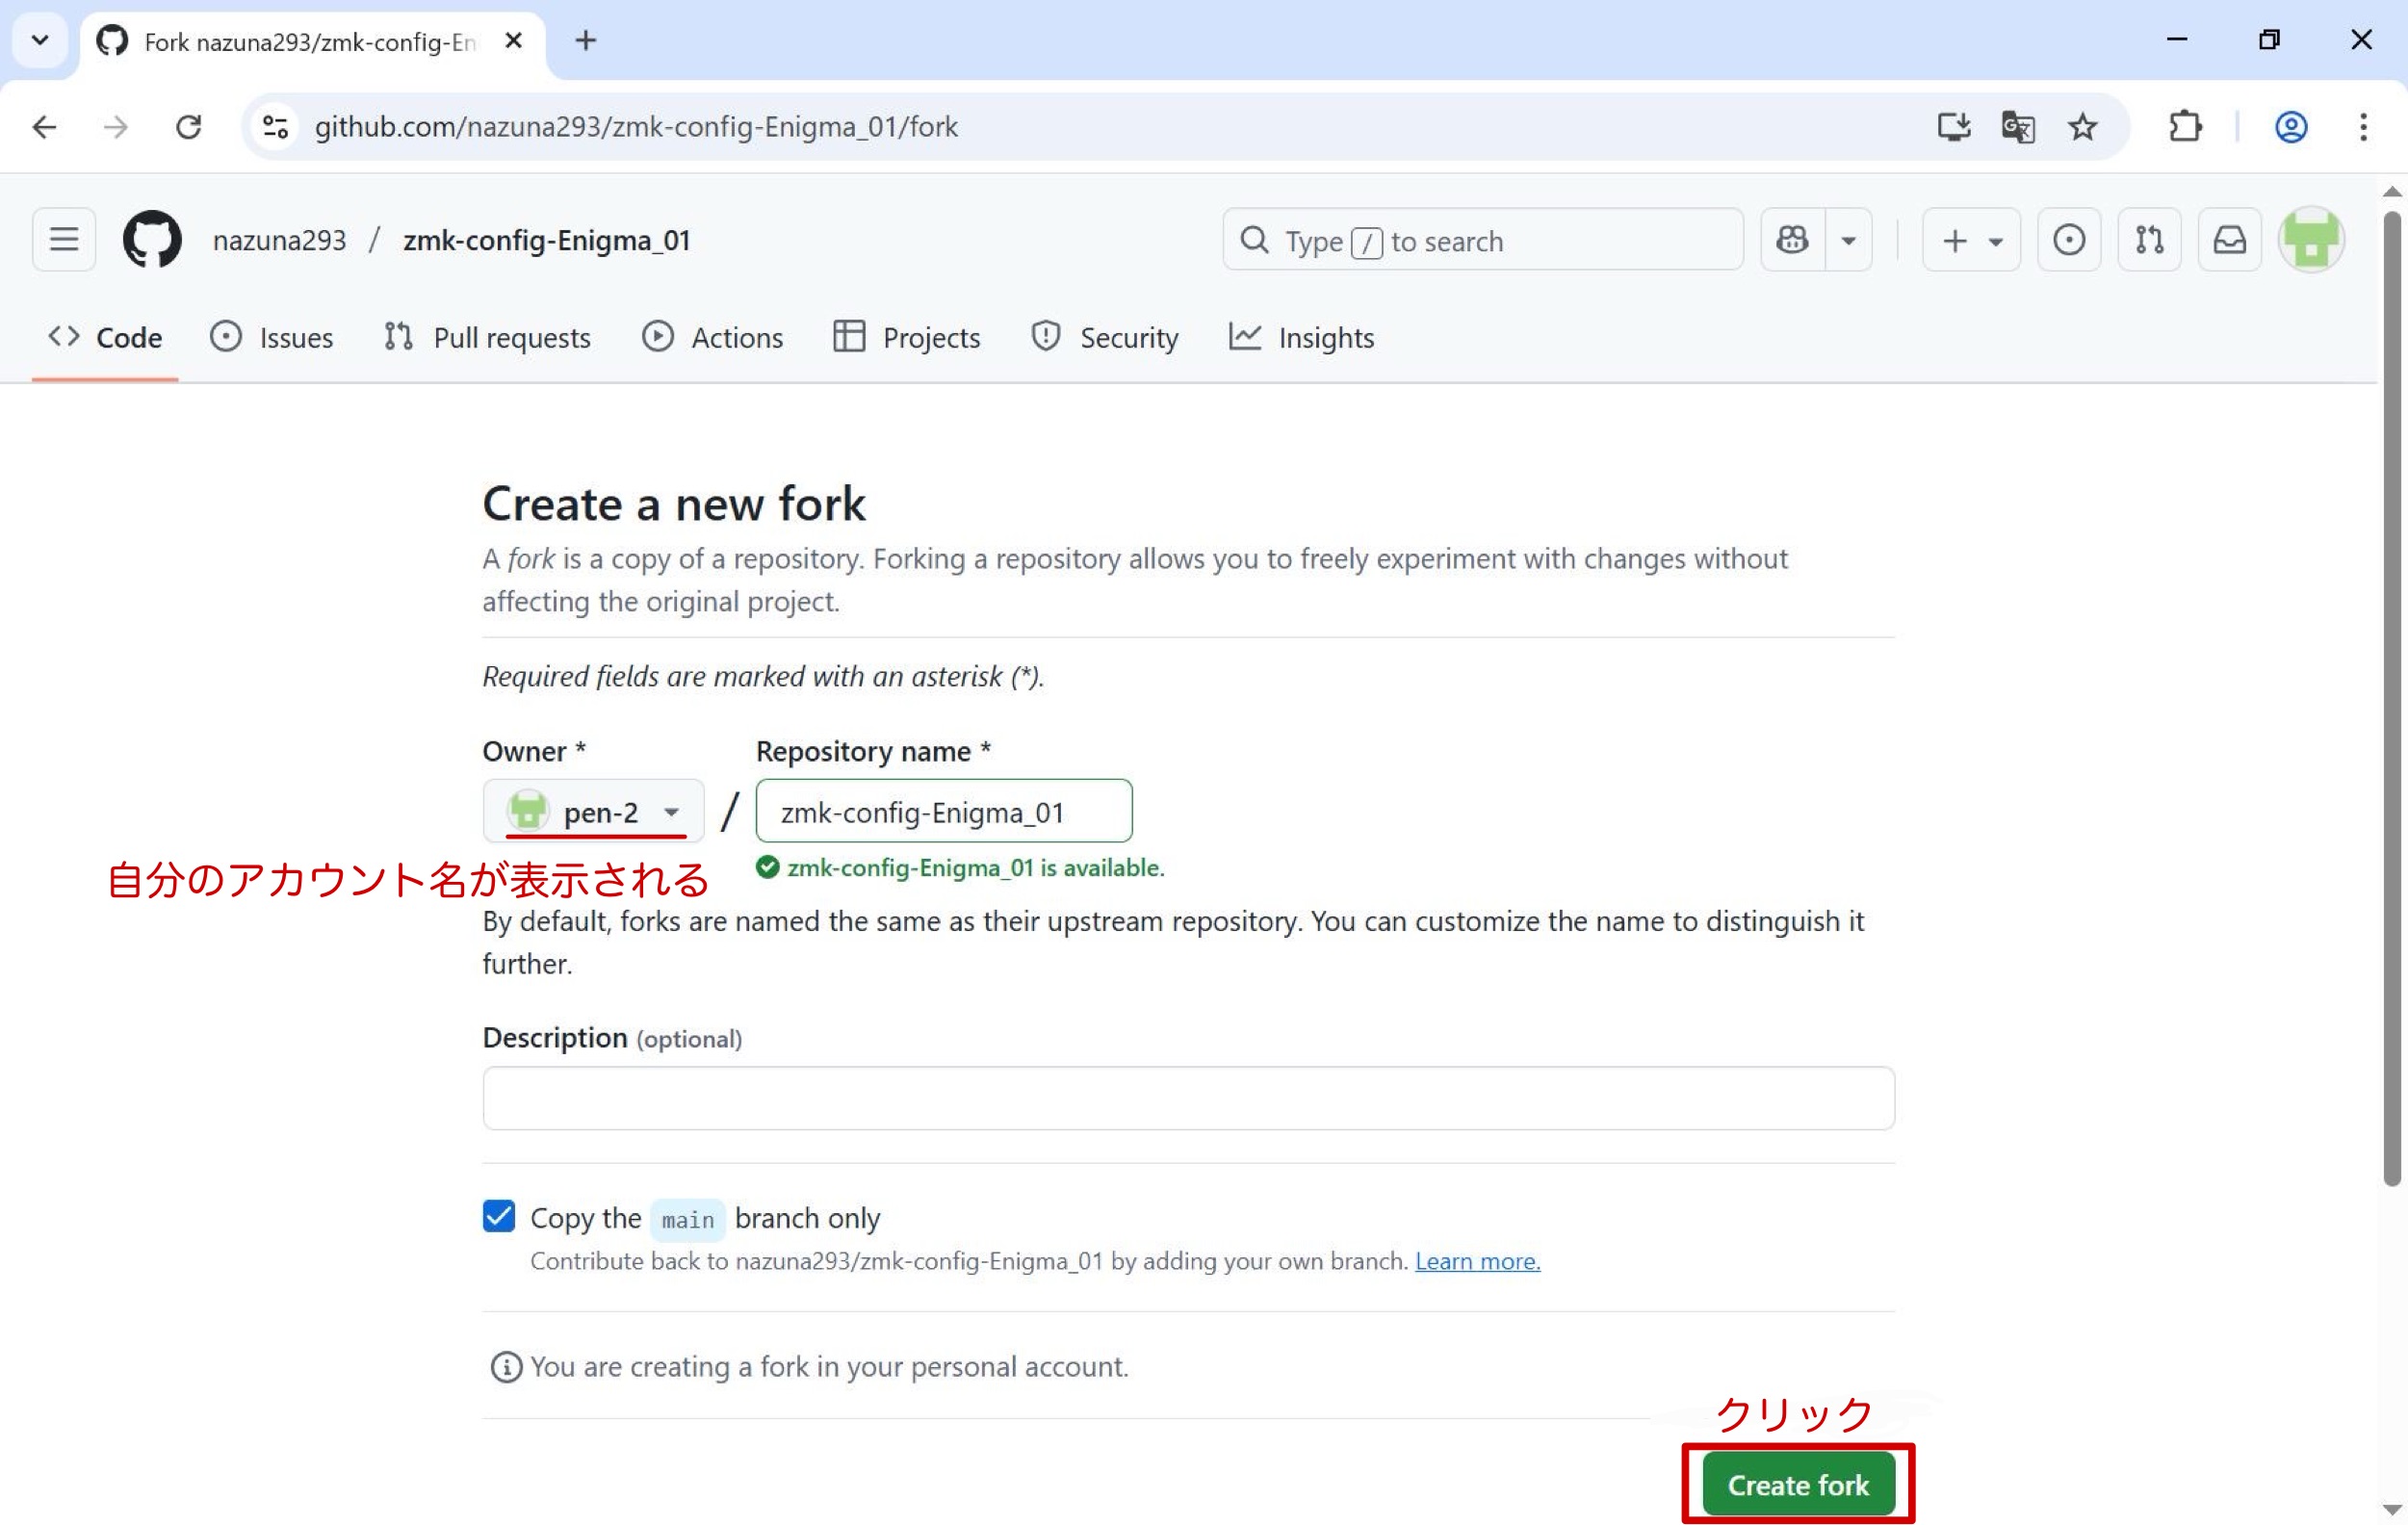 Fork nazuna293/zmk-config-En
github.com/nazuna293/zmk-config-Enigma_01/fork
nazuna293 / zmk-config-Enigma_01
Type / to search
Code Issues Pull requests Actions Projects Security Insights
Create a new fork
A fork is a copy of a repository. Forking a repository allows you to freely experiment with changes without
affecting the original project.
Required fields are marked with an asterisk (*).
Owner * Repository name *
pen-2 / zmk-config-Enigma_01
自分のアカウント名が表示される
zmk-config-Enigma_01 is available.
By default, forks are named the same as their upstream repository. You can customize the name to distinguish it
further.
Description (optional)
Copy the main branch only
Contribute back to nazuna293/zmk-config-Enigma_01 by adding your own branch. Learn more.
You are creating a fork in your personal account.
クリック
Create fork